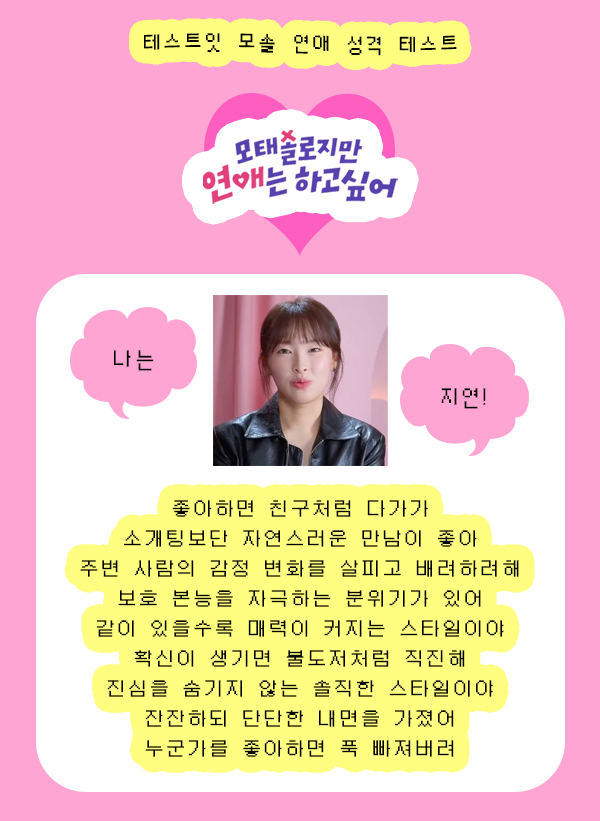 테스트잇 모솔 연애 성격 테스트
모태솔로지만
연애는 하고싶어
나는
지연!
좋아하면 친구처럼 다가가
소개팅보단 자연스러운 만남이 좋아
주변 사람의 감정 변화를 살피고 배려하려해
보호 본능을 자극하는 분위기가 있어
같이 있을수록 매력이 커지는 스타일이야
확신이 생기면 불도저처럼 직진해
진심을 숨기지 않는 솔직한 스타일이야
잔잔하되 단단한 내면을 가졌어
누군가를 좋아하면 푹 빠져버려